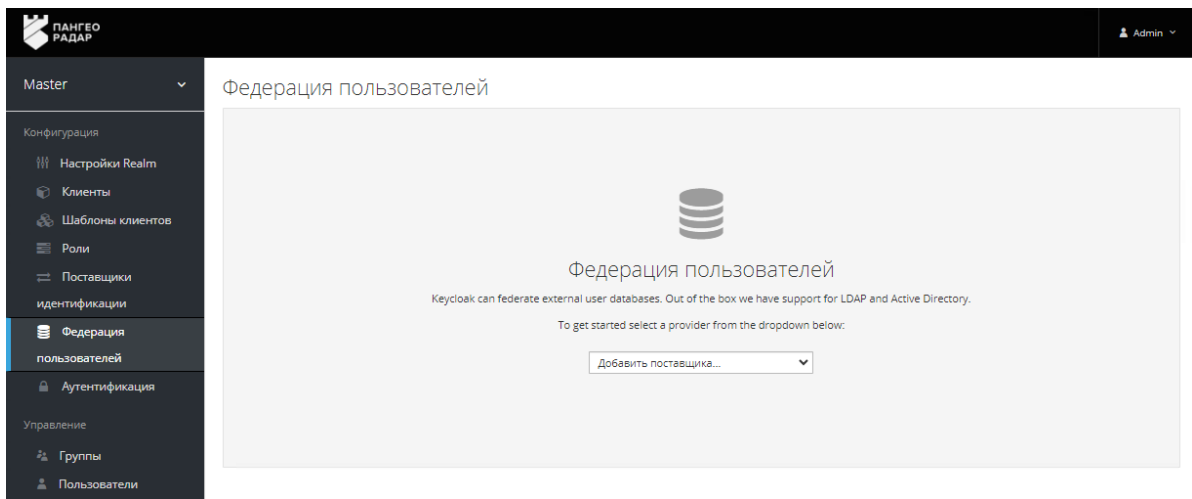 ПАНГЕО
РАДАР
Admin
Master
Конфигурация
Настройки Realm
Клиенты
Шаблоны клиентов
Роли
Поставщики
идентификации
Федерация
пользователей
Аутентификация
Управление
Группы
Пользователи
Федерация пользователей
Федерация пользователей
Keycloak can federate external user databases. Out of the box we have support for LDAP and Active Directory.
To get started select a provider from the dropdown below:
Добавить поставщика...